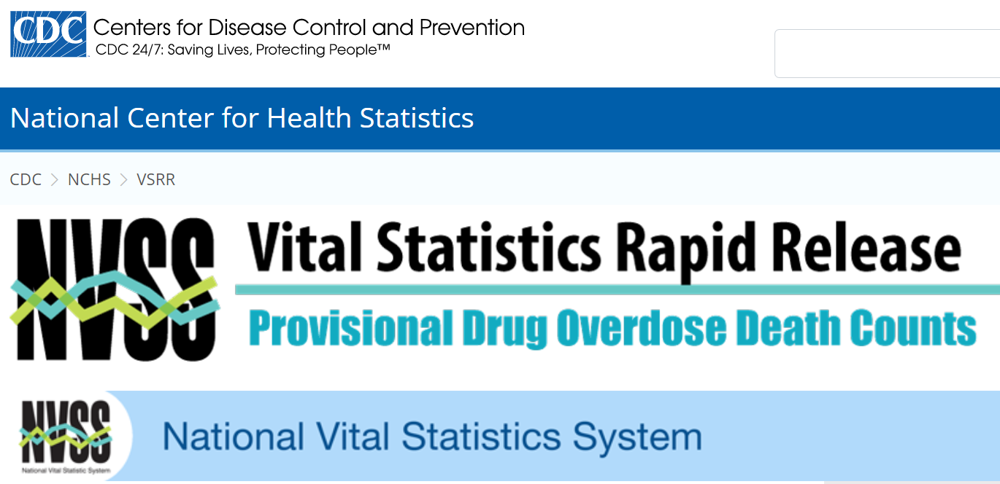 CDC Centers for Disease Control and Prevention
CDC 24/7: Saving Lives, Protecting People™
National Center for Health Statistics
CDC > NCHS > VSRR
NVSS Vital Statistics Rapid Release
Provisional Drug Overdose Death Counts
NVSS National Vital Statistics System
National Vital Statistic System